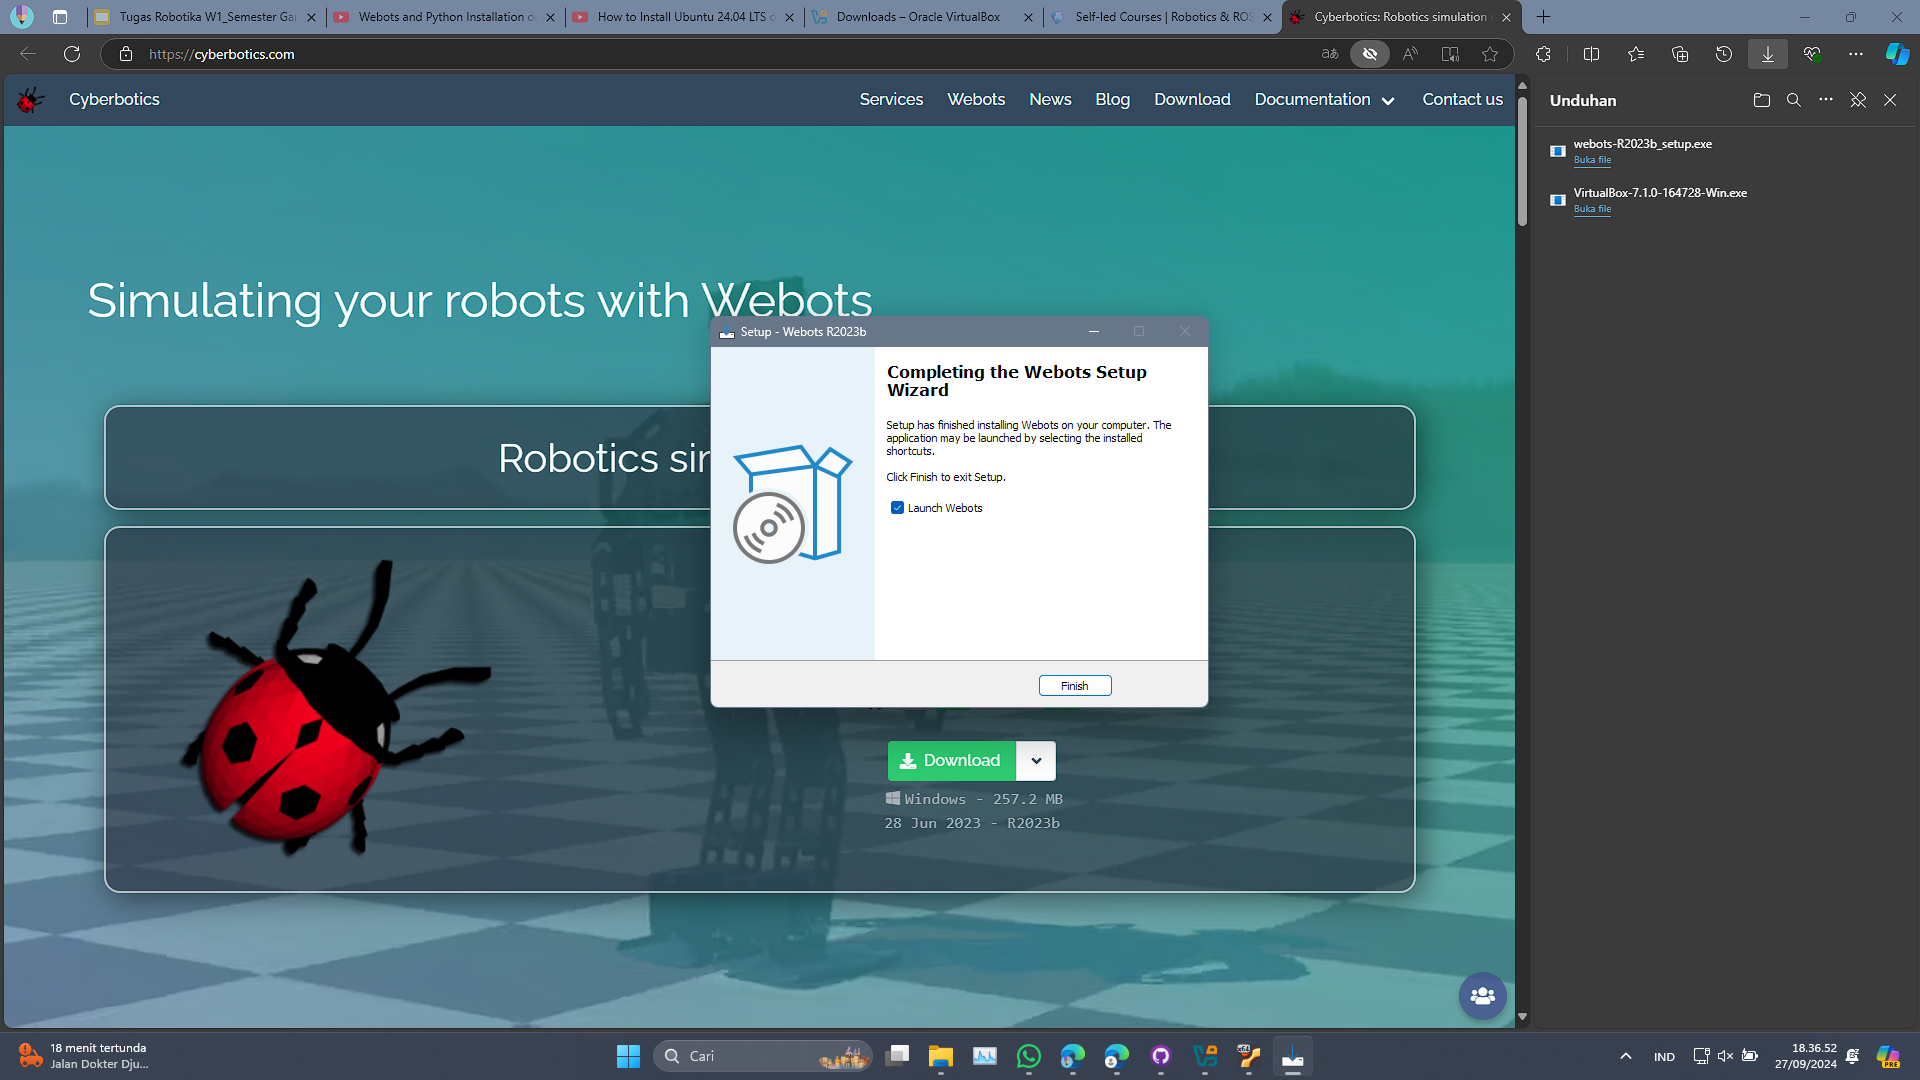 Tugas Robotika W1_Semester Ga
Webots and Python Installation o
How to Install Ubuntu 24.04 LTS o
Downloads – Oracle VirtualBox
Self-led Courses | Robotics & ROS
Cyberbotics: Robotics simulation
https://cyberbotics.com
Cyberbotics
Services
Webots
News
Blog
Download
Documentation
Contact us
Unduhan
webots-R2023b_setup.exe
Buka file
VirtualBox-7.1.0-164728-Win.exe
Buka file
Simulating your robots with Webots
Setup - Webots R2023b
Completing the Webots Setup
Wizard
Setup has finished installing Webots on your computer. The
application may be launched by selecting the installed
shortcuts.
Click Finish to exit Setup.
Launch Webots
Finish
Robotics sir
Download
Windows - 257.2 MB
28 Jun 2023 - R2023b
18 menit tertunda
Jalan Dokter Dju...
Cari
IND
18.36.52
27/09/2024